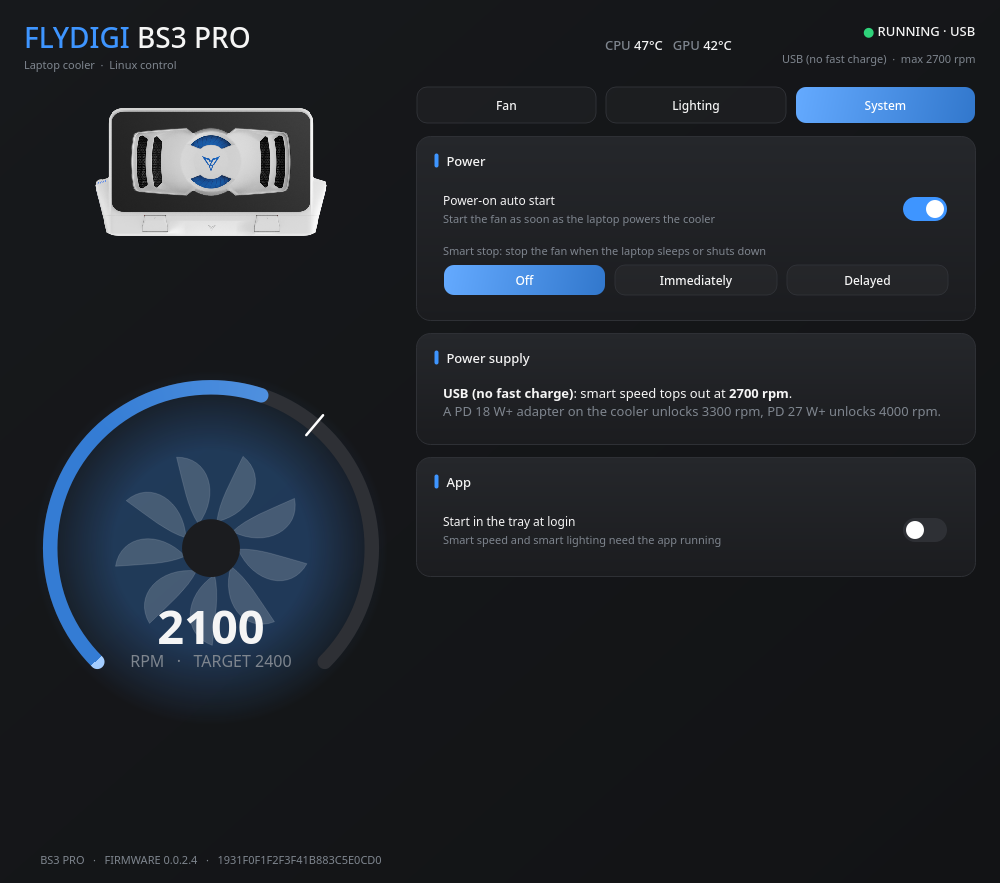 FLYDIGI BS3 PRO
Laptop cooler · Linux control
CPU 47°C GPU 42°C
RUNNING · USB
USB (no fast charge) · max 2700 rpm
Fan
Lighting
System
Power
Power-on auto start
Start the fan as soon as the laptop powers the cooler
Smart stop: stop the fan when the laptop sleeps or shuts down
Off
Immediately
Delayed
Power supply
USB (no fast charge): smart speed tops out at 2700 rpm.
A PD 18 W+ adapter on the cooler unlocks 3300 rpm, PD 27 W+ unlocks 4000 rpm.
App
Start in the tray at login
Smart speed and smart lighting need the app running
2100
RPM · TARGET 2400
BS3 PRO · FIRMWARE 0.0.2.4 · 1931F0F1F2F3F41B883C5E0CD0